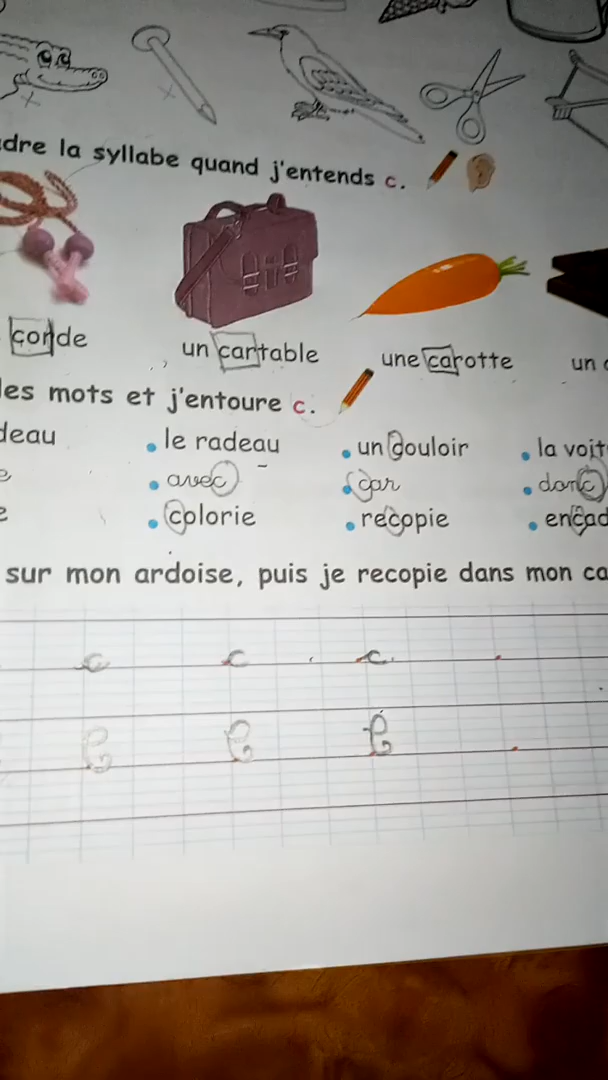 dre la syllabe quand j'entends c.
corde un cartable une carotte un
les mots et j'entoure c.
deau • le radeau • un couloir • la voit
e • avec • car • donc
e • colorie • recopie • encad
sur mon ardoise, puis je recopie dans mon ca
c c c
C C C